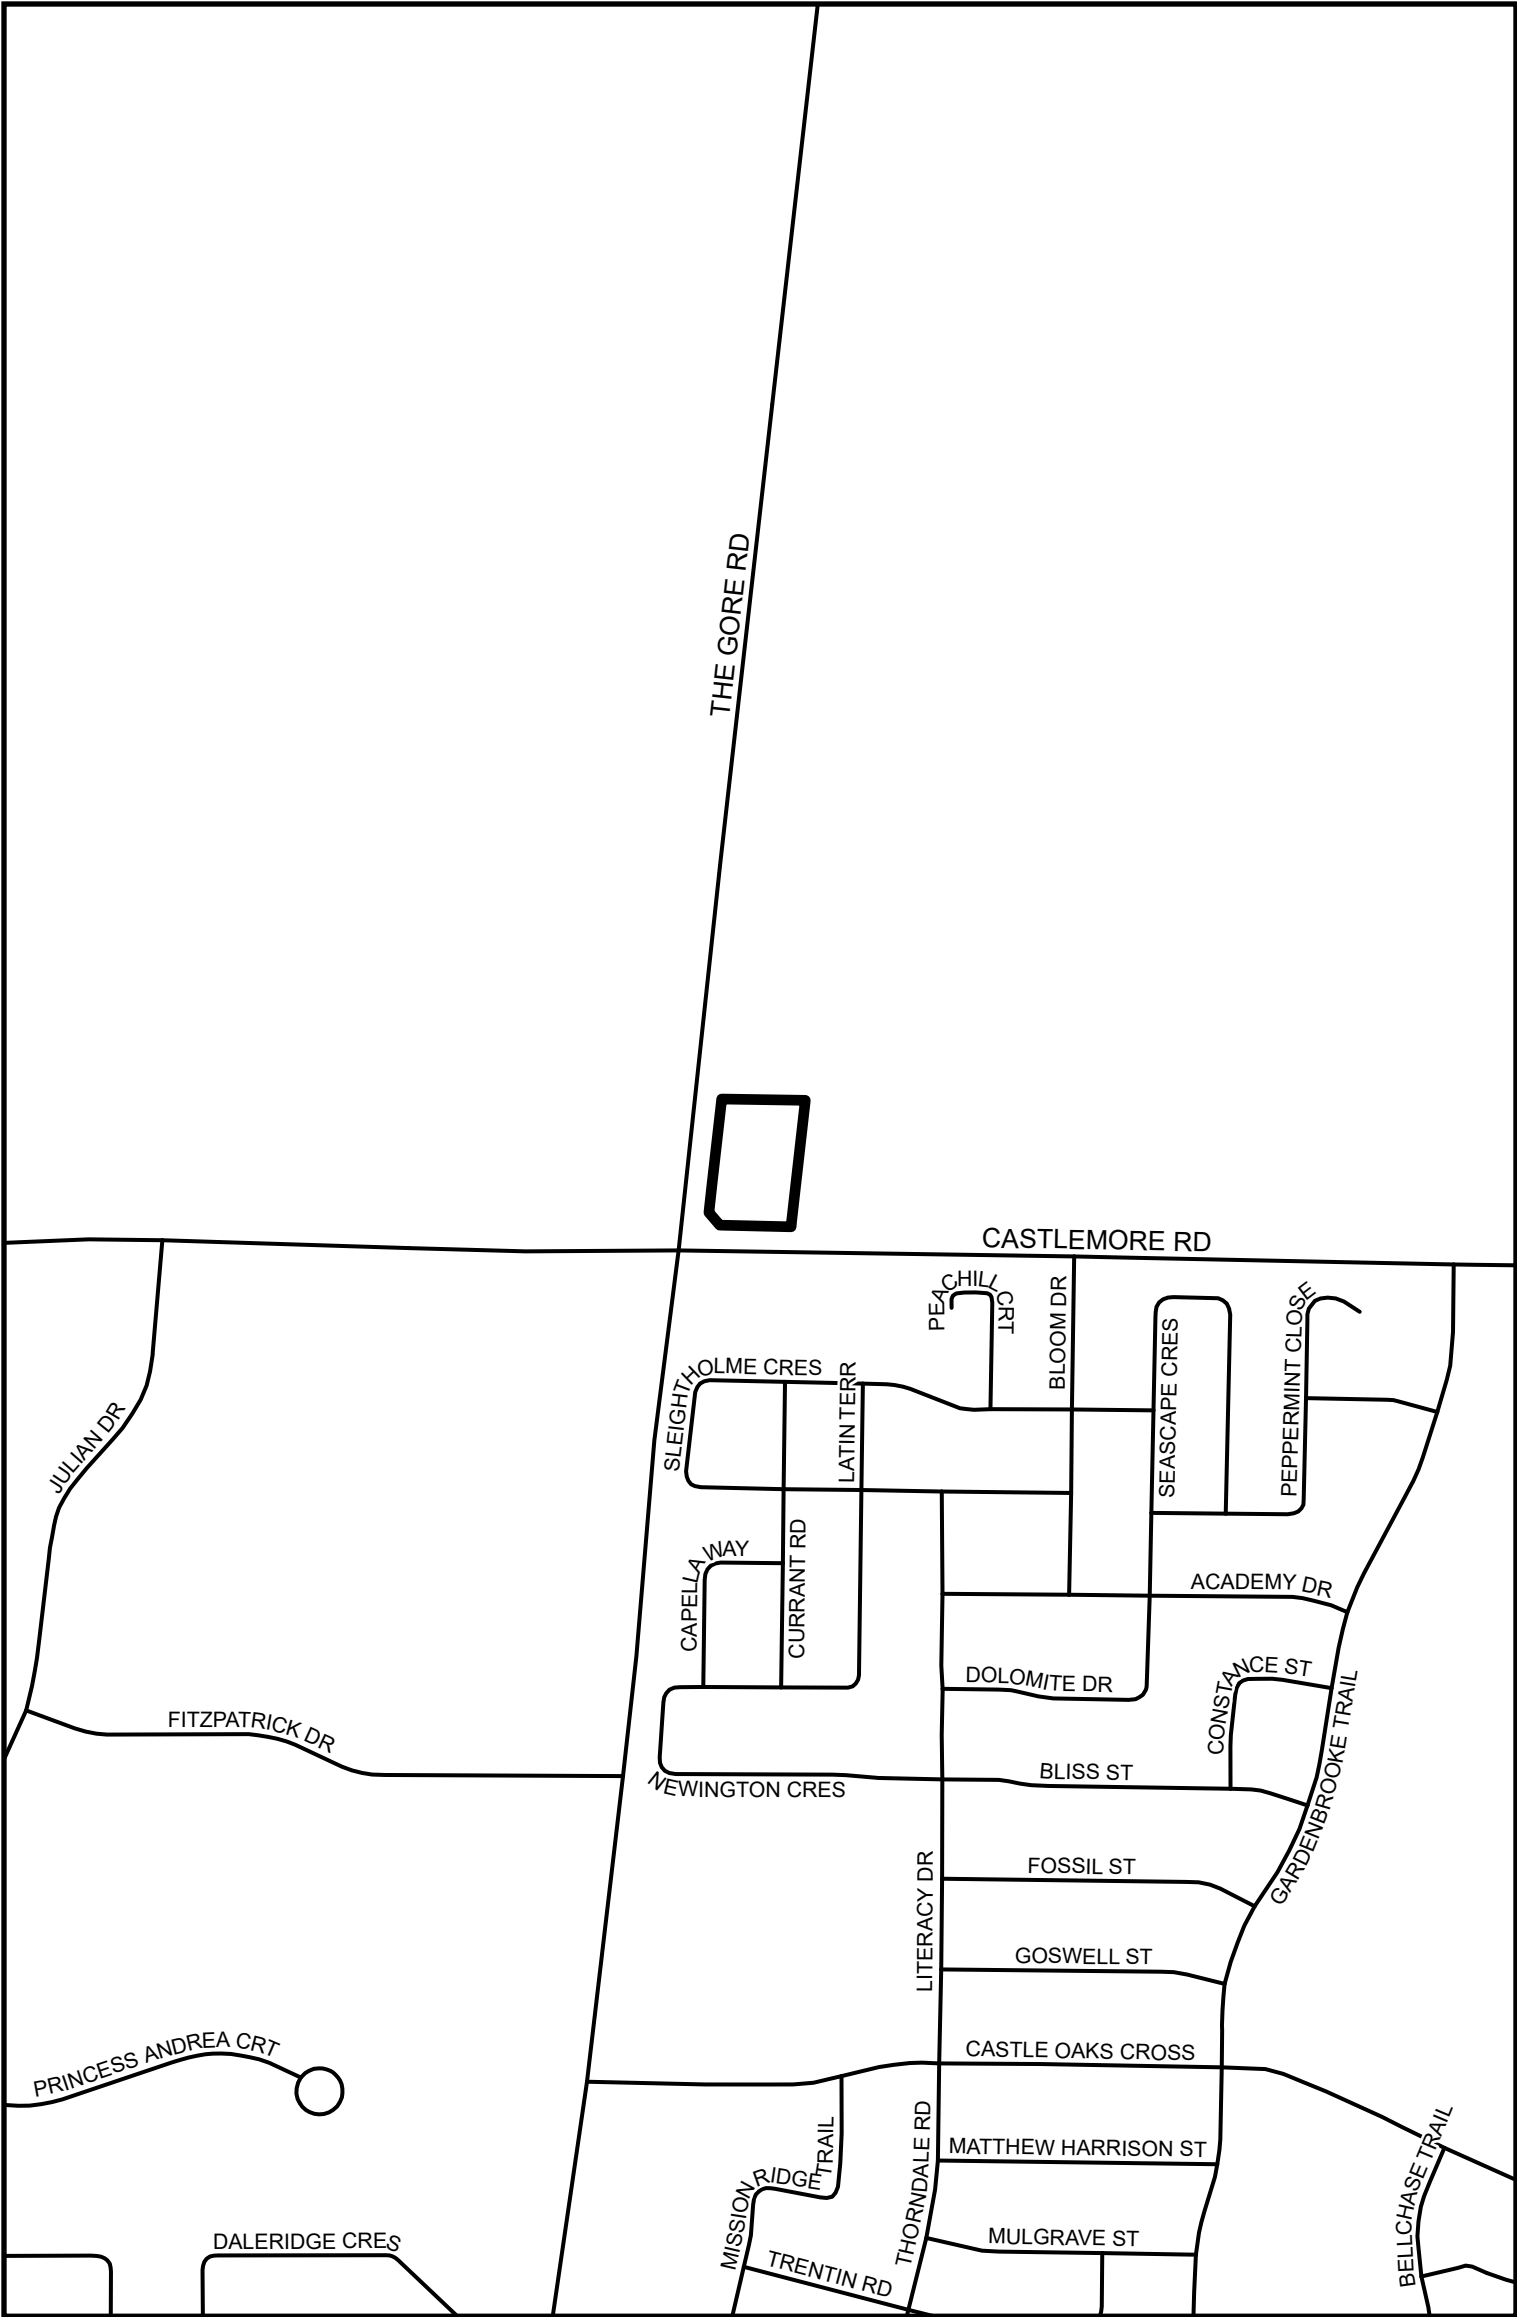 THE GORE RD
CASTLEMORE RD
PEACHILL CRT
BLOOM DR
SEASCAPE CRES
PEPPERMINT CLOSE
SLEIGHTHOLME CRES
LATIN TERR
JULIAN DR
CAPELLA WAY
CURRANT RD
ACADEMY DR
DOLOMITE DR
CONSTANCE ST
GARDENBROOKE TRAIL
FITZPATRICK DR
NEWINGTON CRES
BLISS ST
LITERACY DR
FOSSIL ST
GOSWELL ST
PRINCESS ANDREA CRT
CASTLE OAKS CROSS
MISSION RIDGE TRAIL
THORNDALE RD
MATTHEW HARRISON ST
BELLCHASE TRAIL
DALERIDGE CRES
MULGRAVE ST
TRENTIN RD